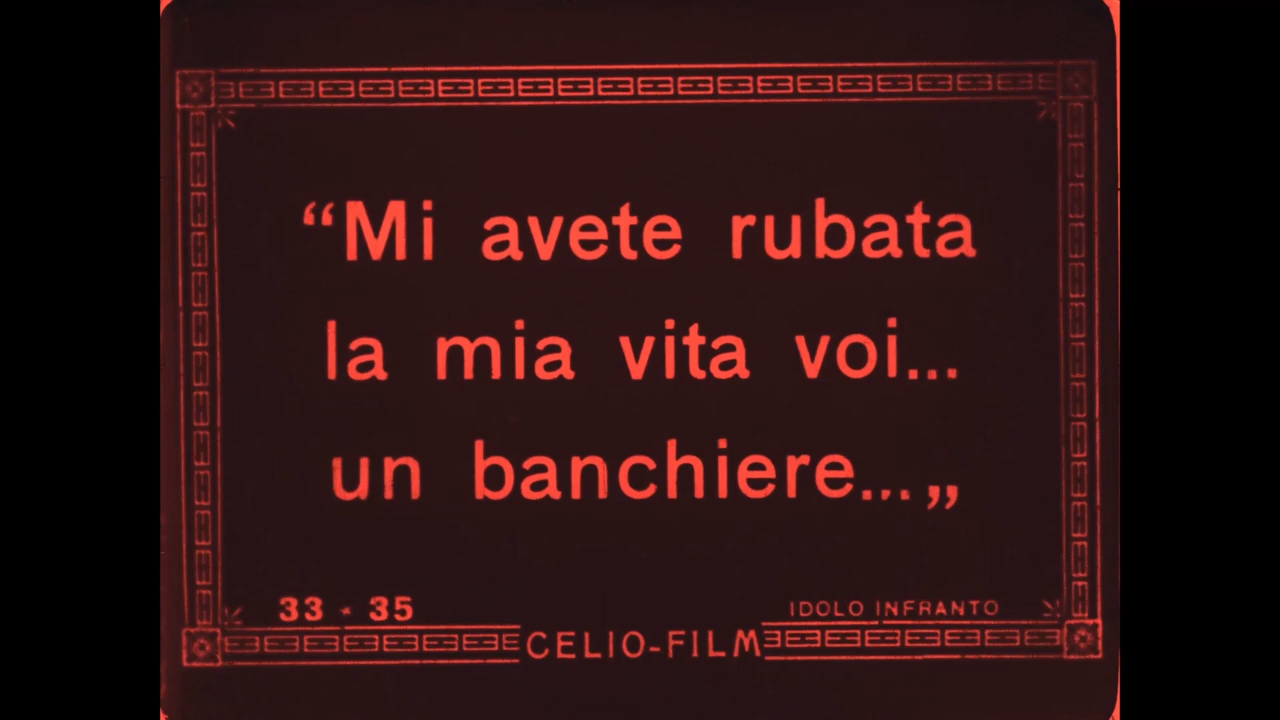 “Mi avete rubata
la mia vita voi...
un banchiere...„
33 - 35
IDOLO INFRANTO
CELIO-FILM